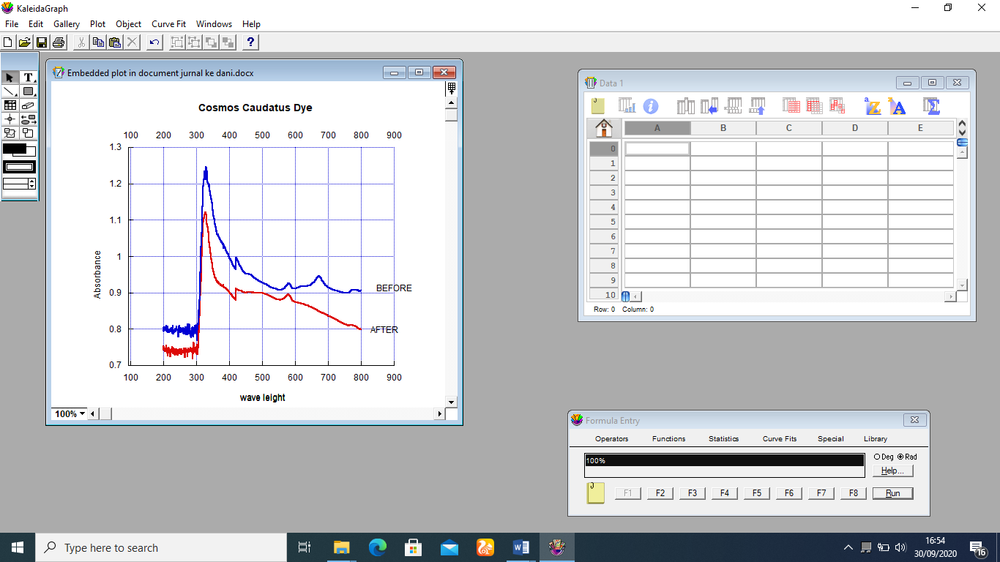 KaleidaGraph
File Edit Gallery Plot Object Curve Fit Windows Help
?
T
Embedded plot in document jurnal ke dani.docx
Cosmos Caudatus Dye
100 200 300 400 500 600 700 800 900
1.3
1.2
1.1
1
0.9
0.8
0.7
Absorbance
BEFORE
AFTER
100 200 300 400 500 600 700 800 900
wave leight
100%
Data 1
A B C D E
0
1
2
3
4
5
6
7
8
9
10
Row: 0 Column: 0
Formula Entry
Operators Functions Statistics Curve Fits Special Library
100%
Deg Rad
Help...
F1 F2 F3 F4 F5 F6 F7 F8 Run
Type here to search
16:54
30/09/2020
16